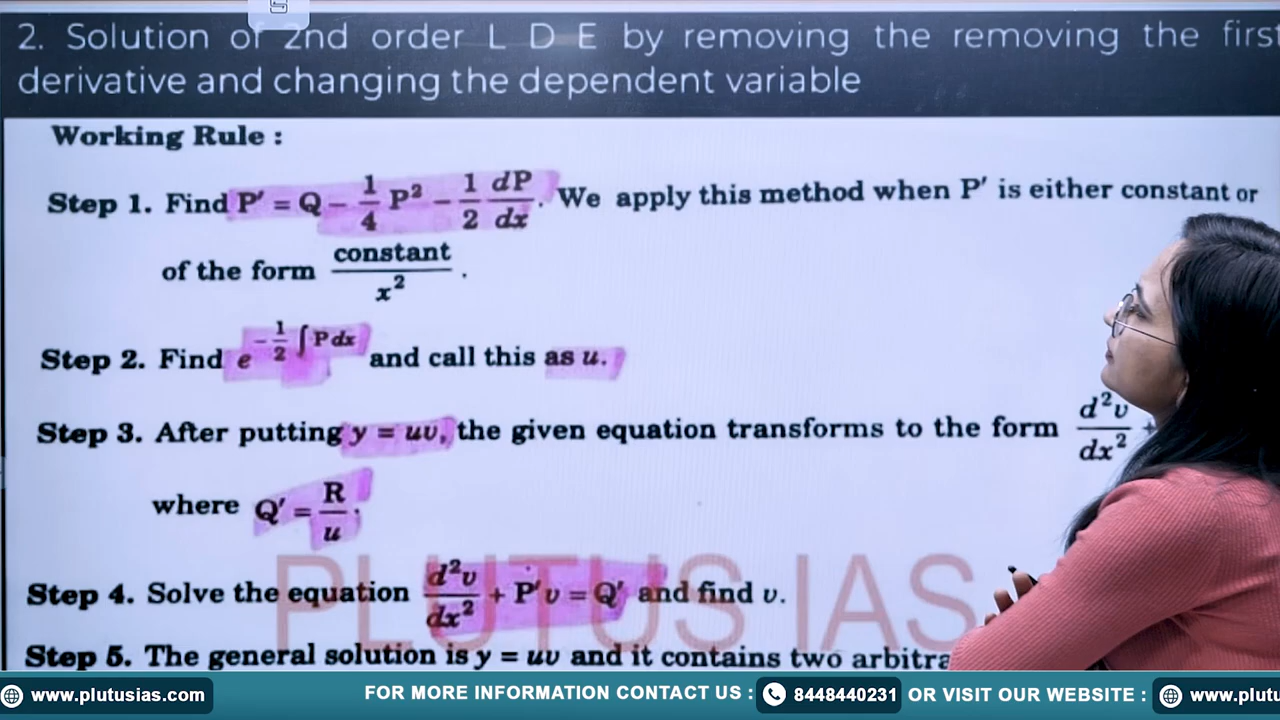 2. Solution of 2nd order L D E by removing the removing the first
derivative and changing the dependent variable
Working Rule :
Step 1. Find P′ = Q − 1/4 P² − 1/2 dP/dx. We apply this method when P′ is either constant or
of the form constant/x².
Step 2. Find e^(−1/2 ∫ P dx) and call this as u.
Step 3. After putting y = uv, the given equation transforms to the form d²v/dx² +
where Q′ = R/u.
Step 4. Solve the equation d²v/dx² + P′v = Q′ and find v.
PLUTUS IAS
Step 5. The general solution is y = uv and it contains two
www.plutusias.com FOR MORE INFORMATION CONTACT US : 8448440231 OR VISIT OUR WEBSITE :